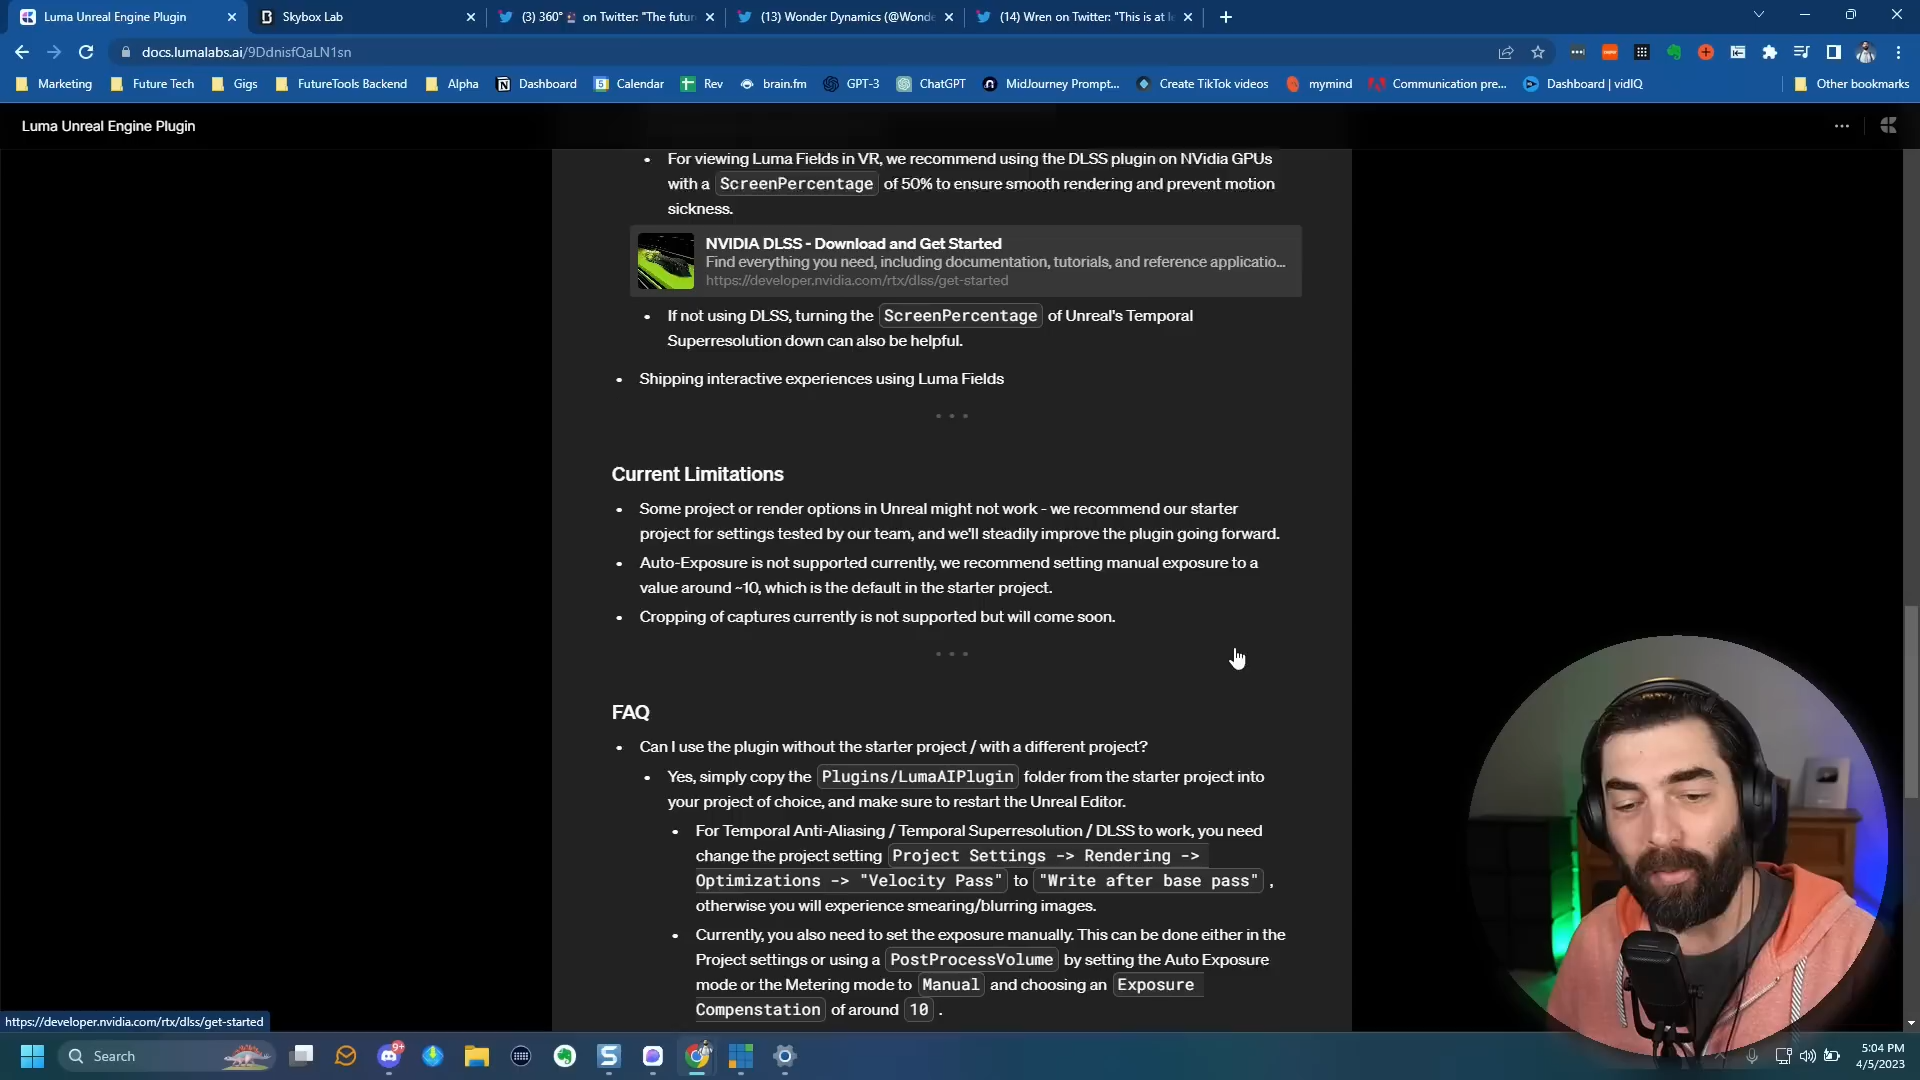 Luma Unreal Engine Plugin
Skybox Lab
(3) 360° on Twitter: "The futur
(13) Wonder Dynamics (@Wonde
(14) Wren on Twitter: "This is at l
docs.lumalabs.ai/9DdnisfQaLN1sn
Marketing
Future Tech
Gigs
FutureTools Backend
Alpha
Dashboard
Calendar
Rev
brain.fm
GPT-3
ChatGPT
MidJourney Prompt...
Create TikTok videos
mymind
Communication pre...
Dashboard | vidIQ
Other bookmarks
Luma Unreal Engine Plugin
• For viewing Luma Fields in VR, we recommend using the DLSS plugin on NVidia GPUs
with a ScreenPercentage of 50% to ensure smooth rendering and prevent motion
sickness.
NVIDIA DLSS - Download and Get Started
Find everything you need, including documentation, tutorials, and reference applicatio...
https://developer.nvidia.com/rtx/dlss/get-started
• If not using DLSS, turning the ScreenPercentage of Unreal's Temporal
Superresolution down can also be helpful.
• Shipping interactive experiences using Luma Fields
Current Limitations
• Some project or render options in Unreal might not work - we recommend our starter
project for settings tested by our team, and we'll steadily improve the plugin going forward.
• Auto-Exposure is not supported currently, we recommend setting manual exposure to a
value around ~10, which is the default in the starter project.
• Cropping of captures currently is not supported but will come soon.
FAQ
• Can I use the plugin without the starter project / with a different project?
• Yes, simply copy the Plugins/LumaAIPlugin folder from the starter project into
your project of choice, and make sure to restart the Unreal Editor.
• For Temporal Anti-Aliasing / Temporal Superresolution / DLSS to work, you need
change the project setting Project Settings -> Rendering ->
Optimizations -> "Velocity Pass" to "Write after base pass" ,
otherwise you will experience smearing/blurring images.
• Currently, you also need to set the exposure manually. This can be done either in the
Project settings or using a PostProcessVolume by setting the Auto Exposure
mode or the Metering mode to Manual and choosing an Exposure
Compenstation of around 10 .
https://developer.nvidia.com/rtx/dlss/get-started
Search
9+
5:04 PM
4/5/2023